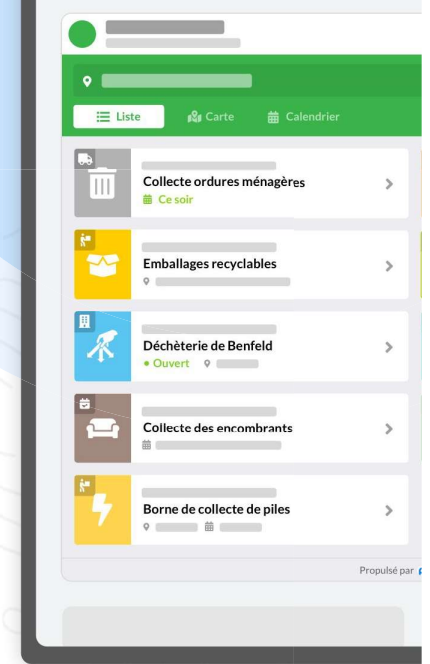 Liste
Carte
Calendrier
Collecte ordures ménagères
Ce soir
Emballages recyclables
Déchèterie de Benfeld
• Ouvert
Collecte des encombrants
Borne de collecte de piles
Propulsé par